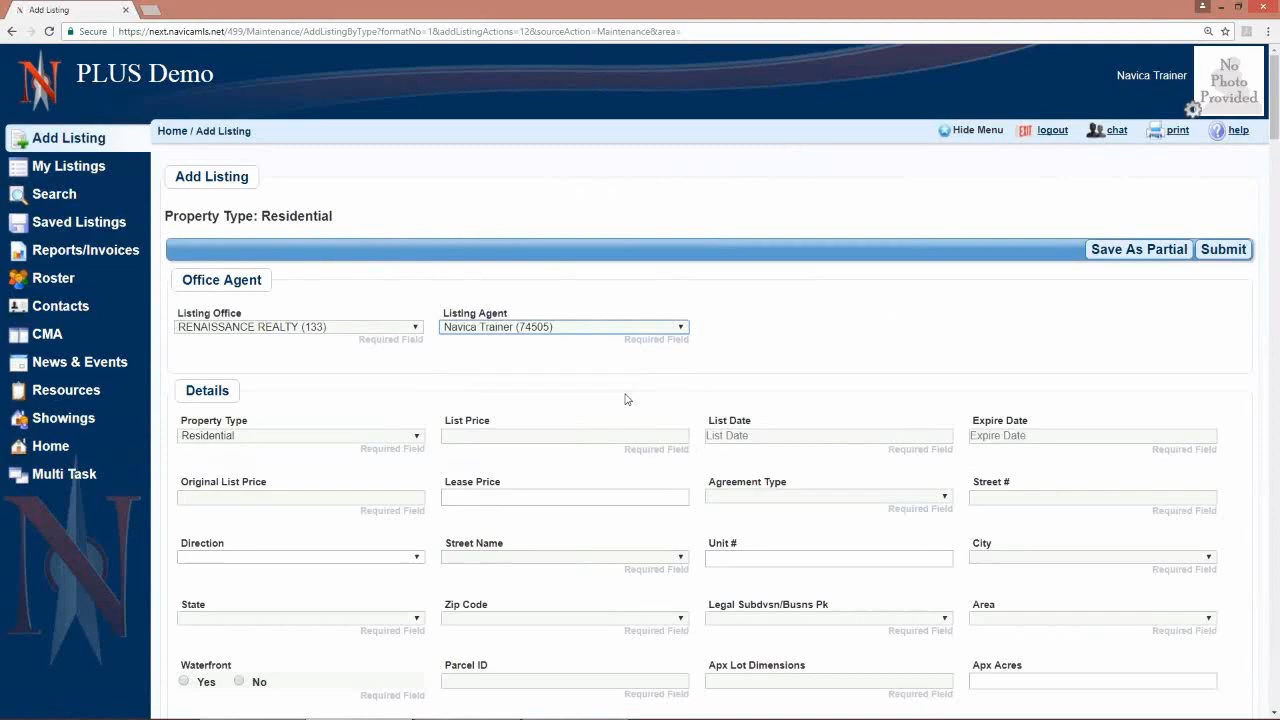 Add Listing
Secure https://next.navicamls.net/499/Maintenance/AddListingByType?formatNo=1&addListingActions=12&sourceAction=Maintenance&area=
N PLUS Demo
Navica Trainer
No
Photo
Provided
Add Listing
My Listings
Search
Saved Listings
Reports/Invoices
Roster
Contacts
CMA
News & Events
Resources
Showings
Home
Multi Task
N
Home / Add Listing
Hide Menu EXIT logout chat print help
Add Listing
Property Type: Residential
Save As Partial Submit
Office Agent
Listing Office Listing Agent
RENAISSANCE REALTY (133) Navica Trainer (74505)
Required Field Required Field
Details
Property Type List Price List Date Expire Date
Residential List Date Expire Date
Required Field Required Field Required Field Required Field
Original List Price Lease Price Agreement Type Street #
Required Field Required Field Required Field
Direction Street Name Unit # City
Required Field Required Field
State Zip Code Legal Subdvsn/Busns Pk Area
Required Field Required Field Required Field Required Field
Waterfront Parcel ID Apx Lot Dimensions Apx Acres
Yes No
Required Field Required Field Required Field